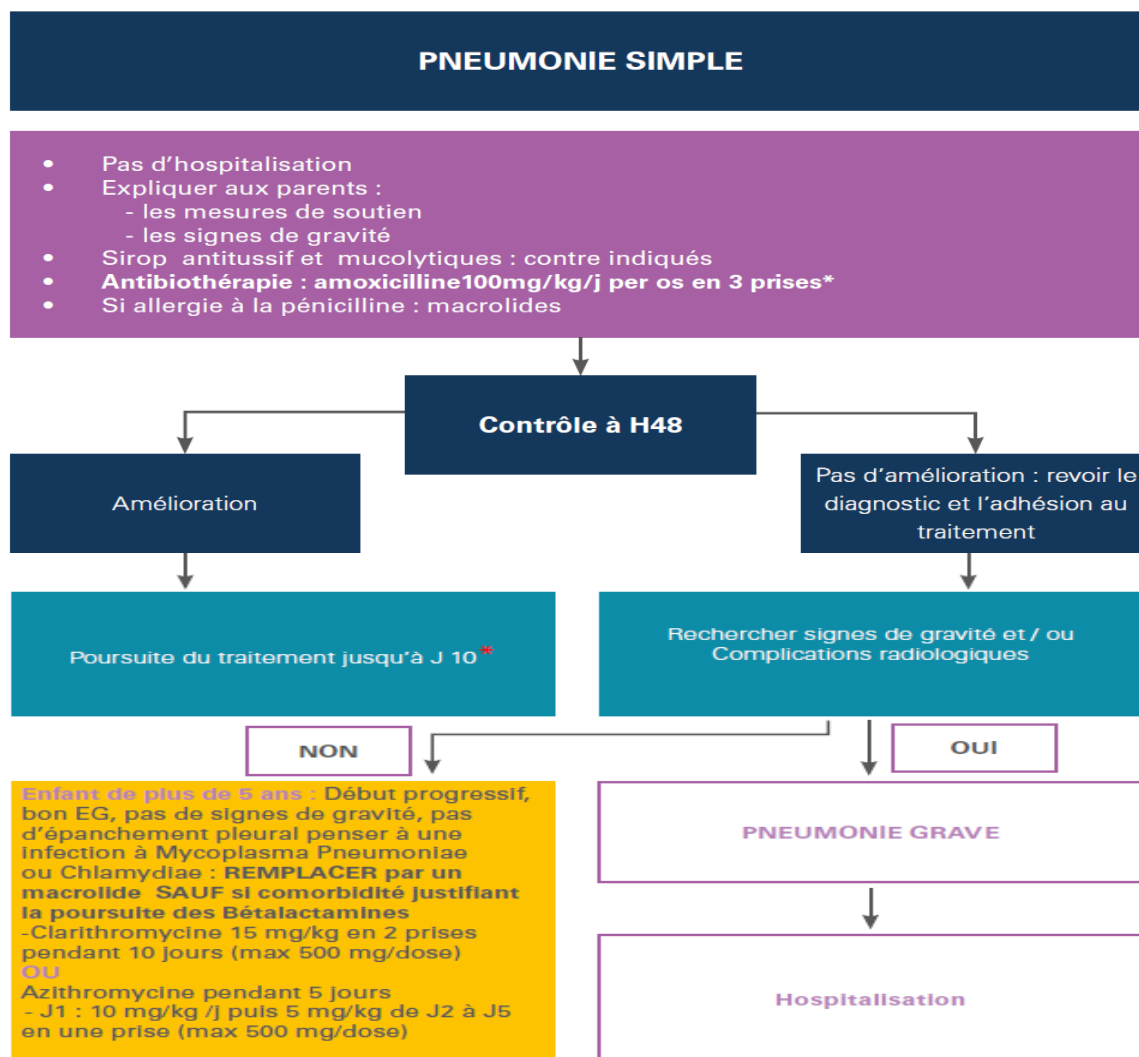 PNEUMONIE SIMPLE
• Pas d'hospitalisation
• Expliquer aux parents :
- les mesures de soutien
- les signes de gravité
• Sirop antitussif et mucolytiques : contre indiqués
• Antibiothérapie : amoxicilline100mg/kg/j per os en 3 prises*
• Si allergie à la pénicilline : macrolides
Contrôle à H48
Amélioration
Pas d'amélioration : revoir le
diagnostic et l'adhésion au
traitement
Poursuite du traitement jusqu'à J 10*
Rechercher signes de gravité et / ou
Complications radiologiques
NON
OUI
Enfant de plus de 5 ans : Début progressif,
bon EG, pas de signes de gravité, pas
d'épanchement pleural penser à une
infection à Mycoplasma Pneumoniae
ou Chlamydiae : REMPLACER par un
macrolide SAUF si comorbidité justifiant
la poursuite des Bétalactamines
-Clarithromycine 15 mg/kg en 2 prises
pendant 10 jours (max 500 mg/dose)
OU
Azithromycine pendant 5 jours
- J1 : 10 mg/kg /j puis 5 mg/kg de J2 à J5
en une prise (max 500 mg/dose)
PNEUMONIE GRAVE
Hospitalisation